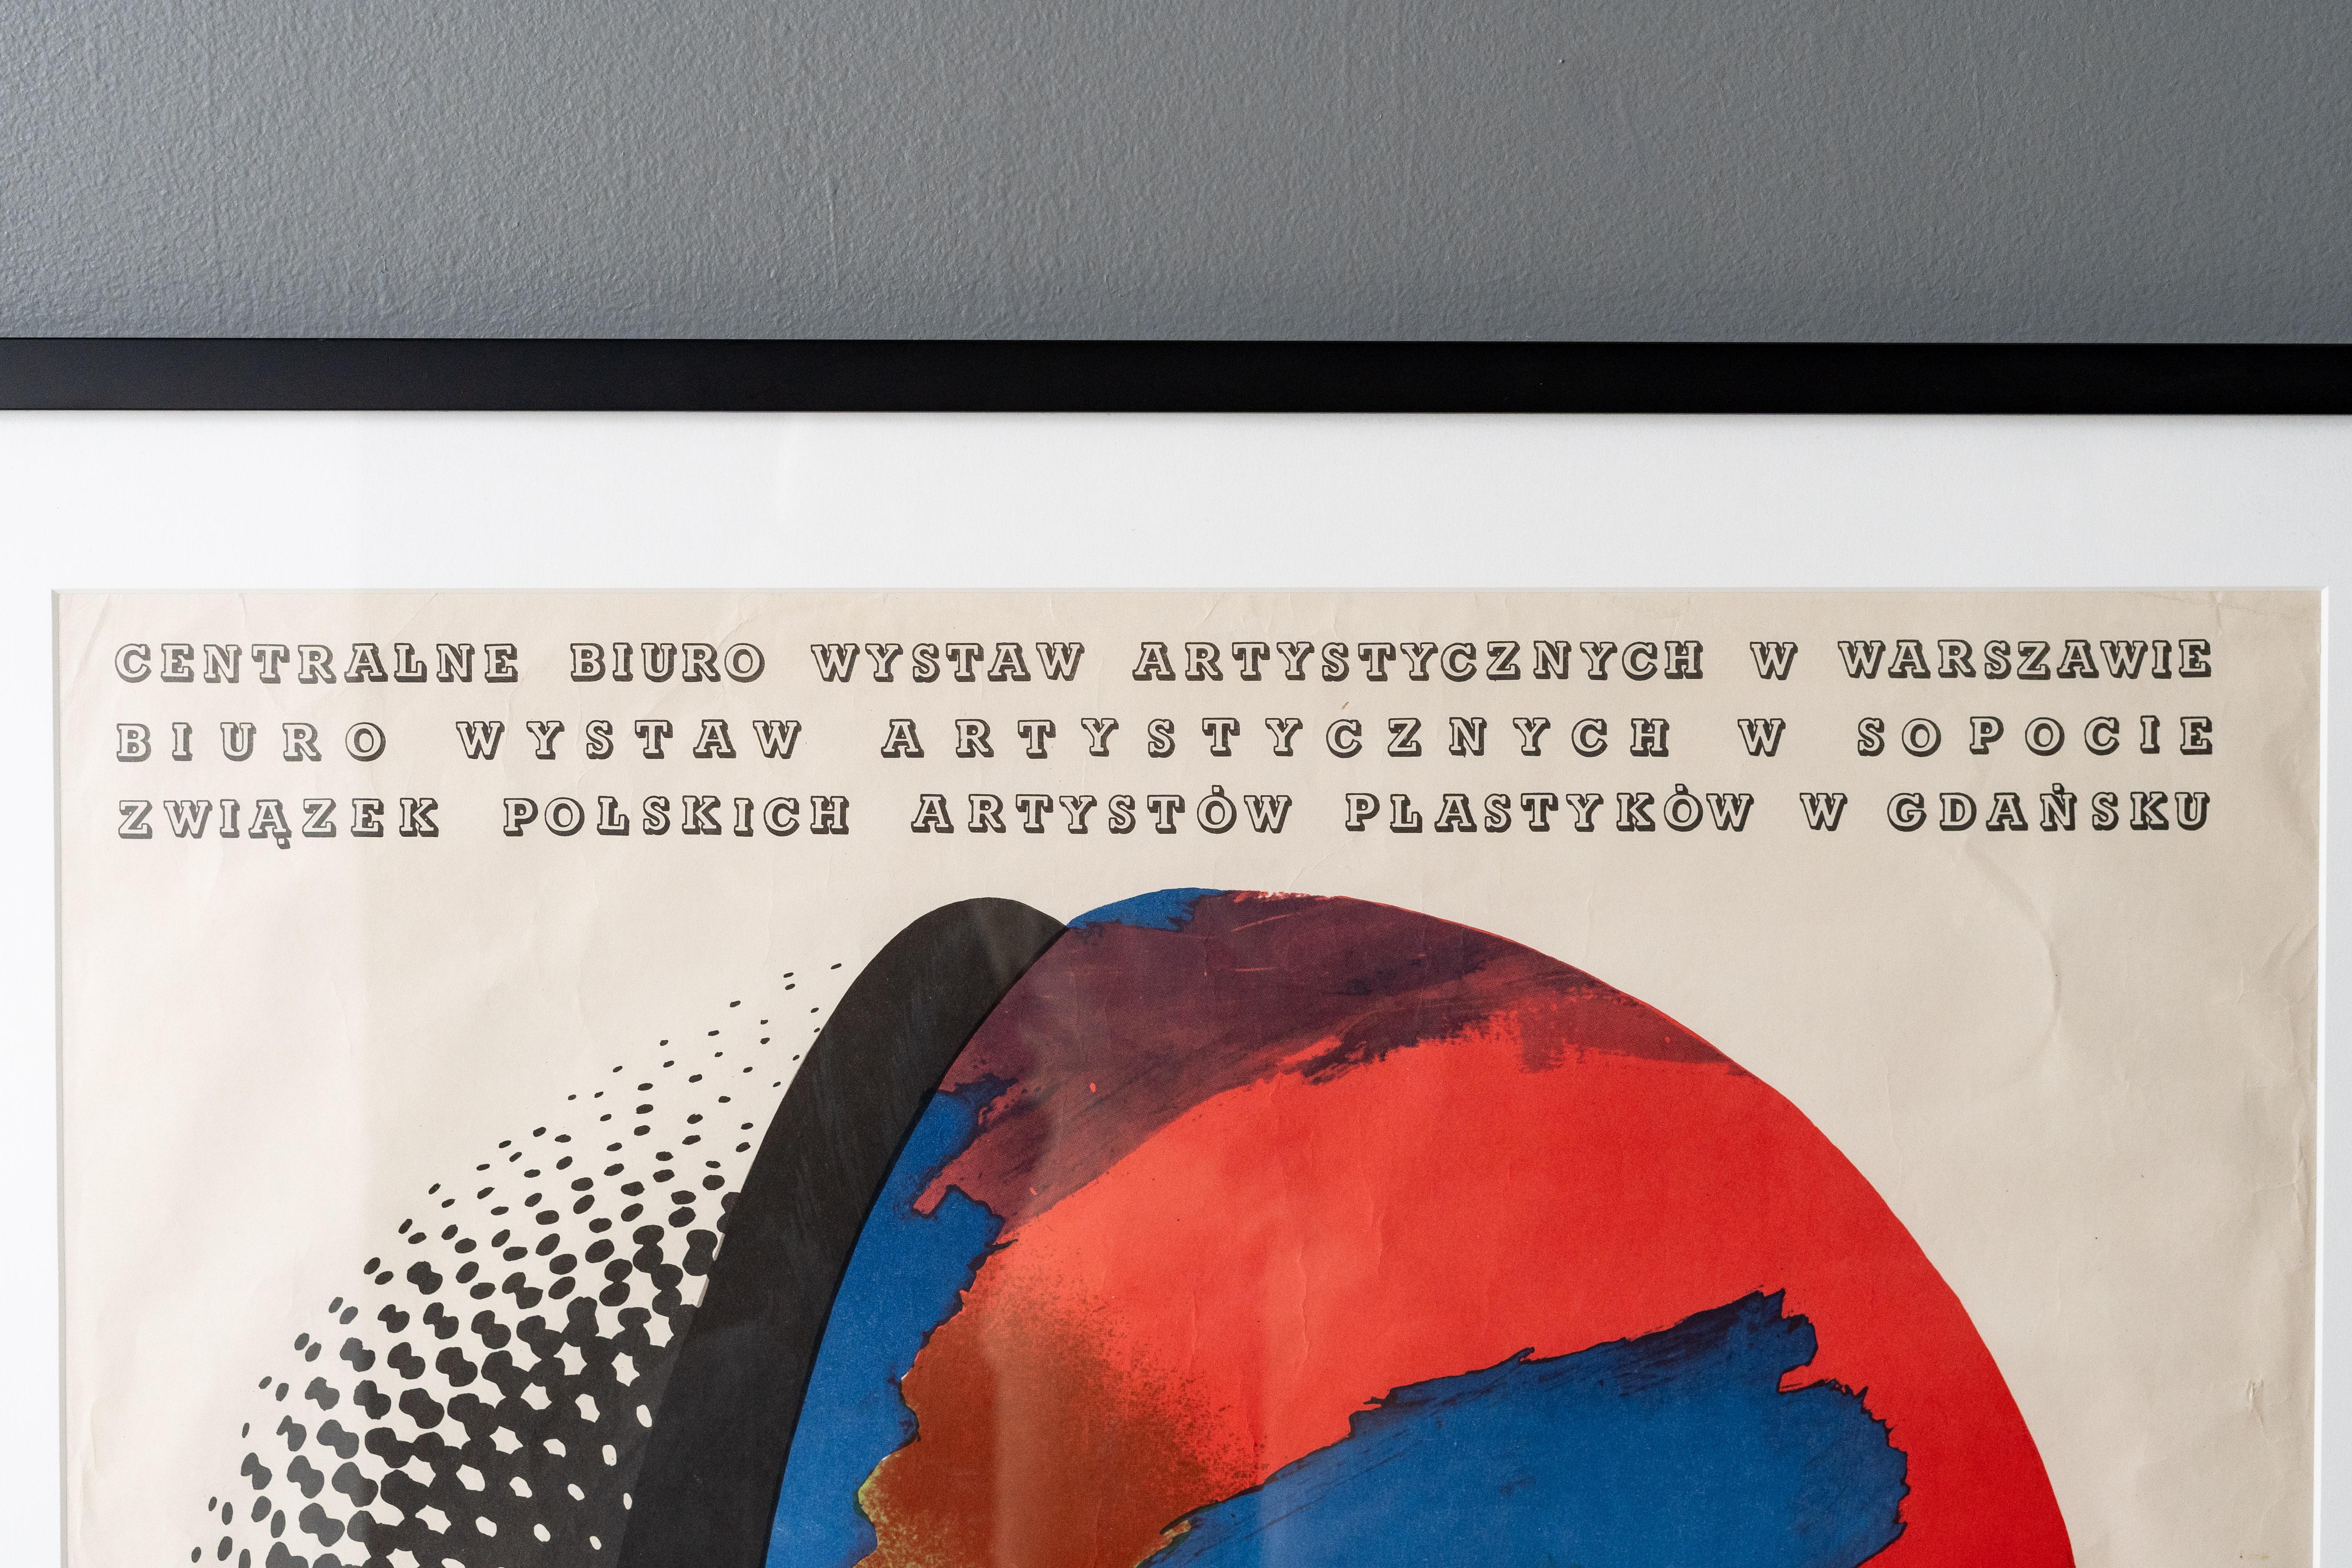 CENTRALNE BIURO WYSTAW ARTYSTYCZNYCH W WARSZAWIE
BIURO WYSTAW ARTYSTYCZNYCH W SOPOCIE
ZWIĄZEK POLSKICH ARTYSTÓW PLASTYKÓW W GDAŃSKU